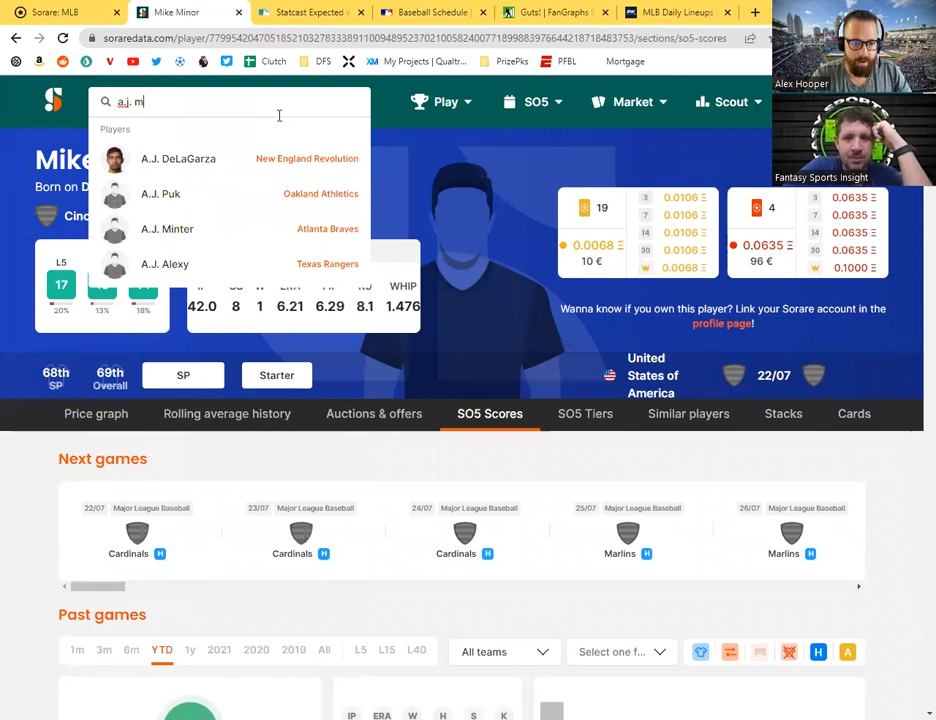 Sorare: MLB
Mike Minor
Statcast Expected
Baseball Schedule |
Guts! | FanGraphs B
MLB Daily Lineups
soraredata.com/player/77995420470518521032783338911009489523702100582400771899839766442187184837​53/sections/so5-scores
Clutch
DFS
XM My Projects | Qualtr...
PrizePks
PFBL
Mortgage
Alex Hooper
Fantasy Sports Insight
a.j. m
Play
SO5
Market
Scout
Players
A.J. DeLaGarza New England Revolution
A.J. Puk Oakland Athletics
A.J. Minter Atlanta Braves
A.J. Alexy Texas Rangers
Mike
Born on D
Cinc
L5
17
20% 13% 18%
WHIP
42.0 8 1 6.21 6.29 8.1 1.476
19
0.0068 Ξ
10 €
3 0.0106 Ξ
7 0.0106 Ξ
14 0.0106 Ξ
30 0.0106 Ξ
0.0068 Ξ
4
0.0635 Ξ
96 €
3 0.0635 Ξ
7 0.0635 Ξ
14 0.0635 Ξ
30 0.0635 Ξ
0.1000 Ξ
Wanna know if you own this player? Link your Sorare account in the
profile page!
68th
SP
69th
Overall
SP
Starter
United
States of
America
22/07
Price graph
Rolling average history
Auctions & offers
SO5 Scores
SO5 Tiers
Similar players
Stacks
Cards
Next games
22/07 Major League Baseball
Cardinals H
23/07 Major League Baseball
Cardinals H
24/07 Major League Baseball
Cardinals H
25/07 Major League Baseball
Marlins H
26/07 Major League Baseball
Marlins H
Past games
1m 3m 6m YTD 1y 2021 2020 2019 All L5 L15 L40
All teams
Select one f...
H
A
IP ERA W H S K